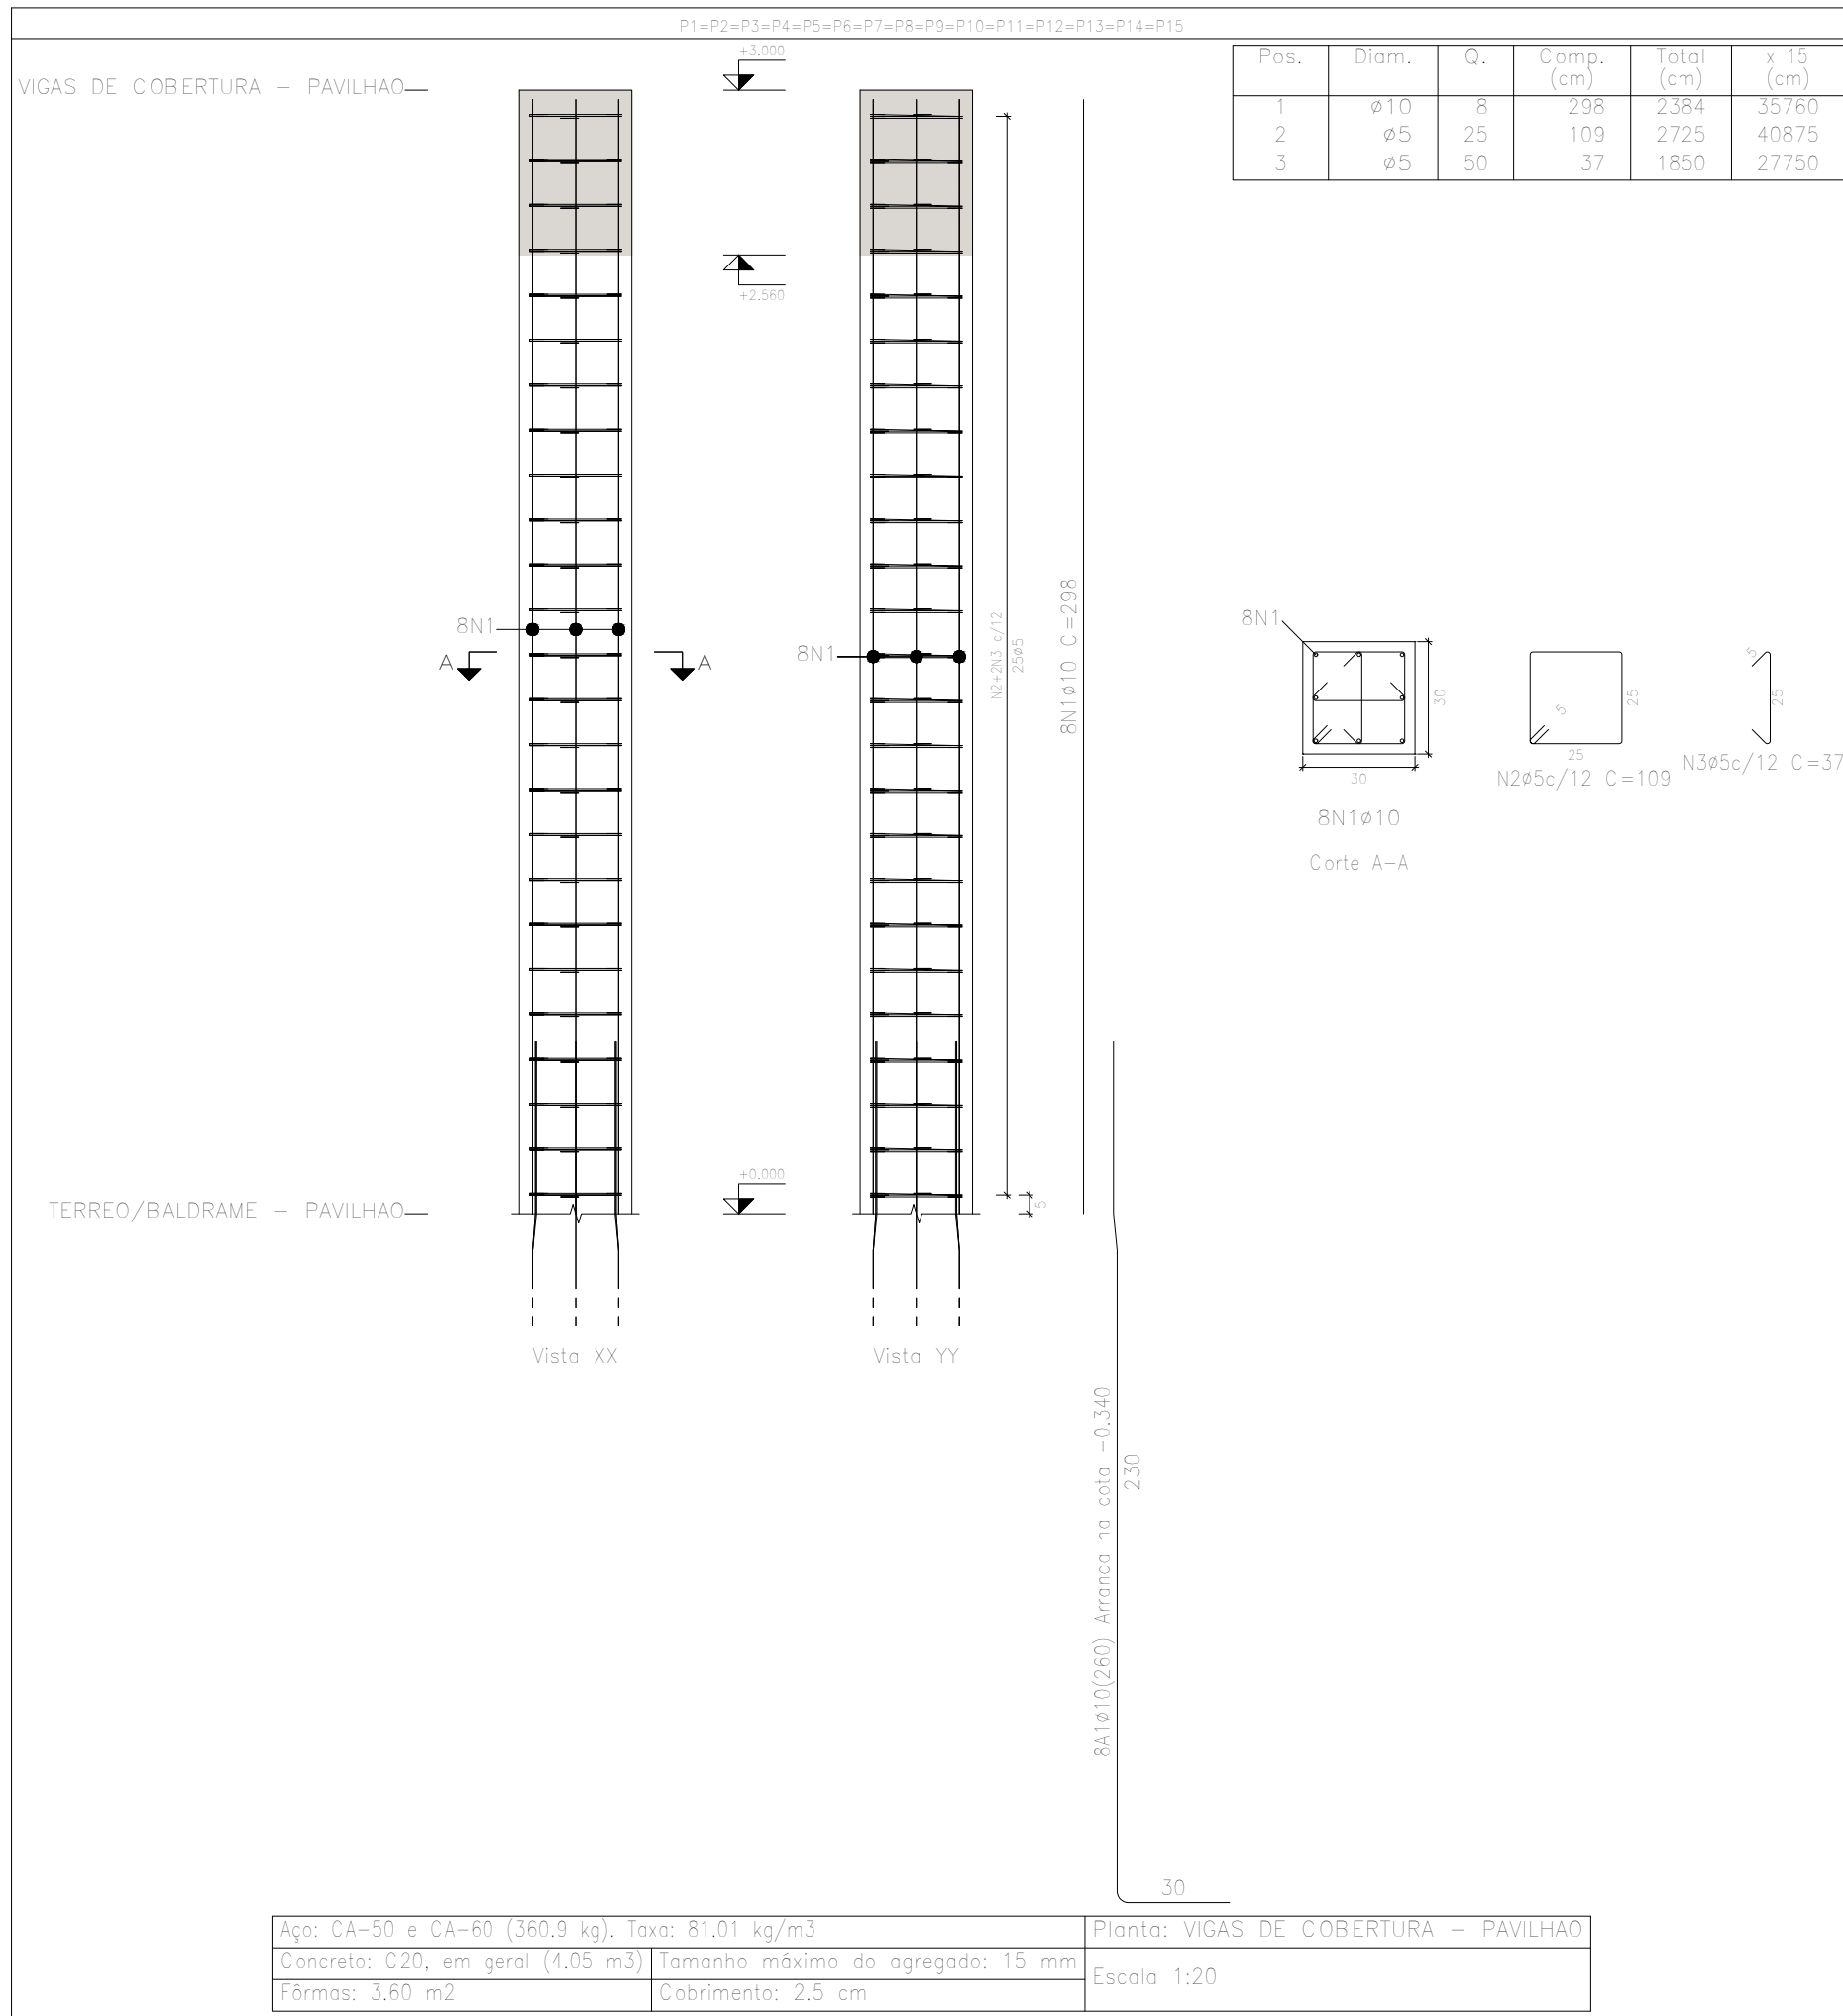 P1=P2=P3=P4=P5=P6=P7=P8=P9=P10=P11=P12=P13=P14=P15
Pos. Diam. Q. Comp. (cm) Total (cm) x 15 (cm)
1 ø10 8 298 2384 35760
2 ø5 25 109 2725 40875
3 ø5 50 37 1850 27750
VIGAS DE COBERTURA - PAVILHAO
+3.000
+2.560
8N1
A A
8N1
N2+2N3 c/12
25ø5
8N1ø10 C=298
8N1
30
30
8N1ø10
Corte A-A
5
25
25
N2ø5c/12 C=109
5
25
N3ø5c/12 C=37
+0.000
5
TERREO/BALDRAME - PAVILHAO
Vista XX
Vista YY
8A1ø10(260) Arranca na cota -0.340
230
30
Aço: CA-50 e CA-60 (360.9 kg). Taxa: 81.01 kg/m3
Concreto: C20, em geral (4.05 m3)
Tamanho máximo do agregado: 15 mm
Fôrmas: 3.60 m2
Cobrimento: 2.5 cm
Planta: VIGAS DE COBERTURA - PAVILHAO
Escala 1:20